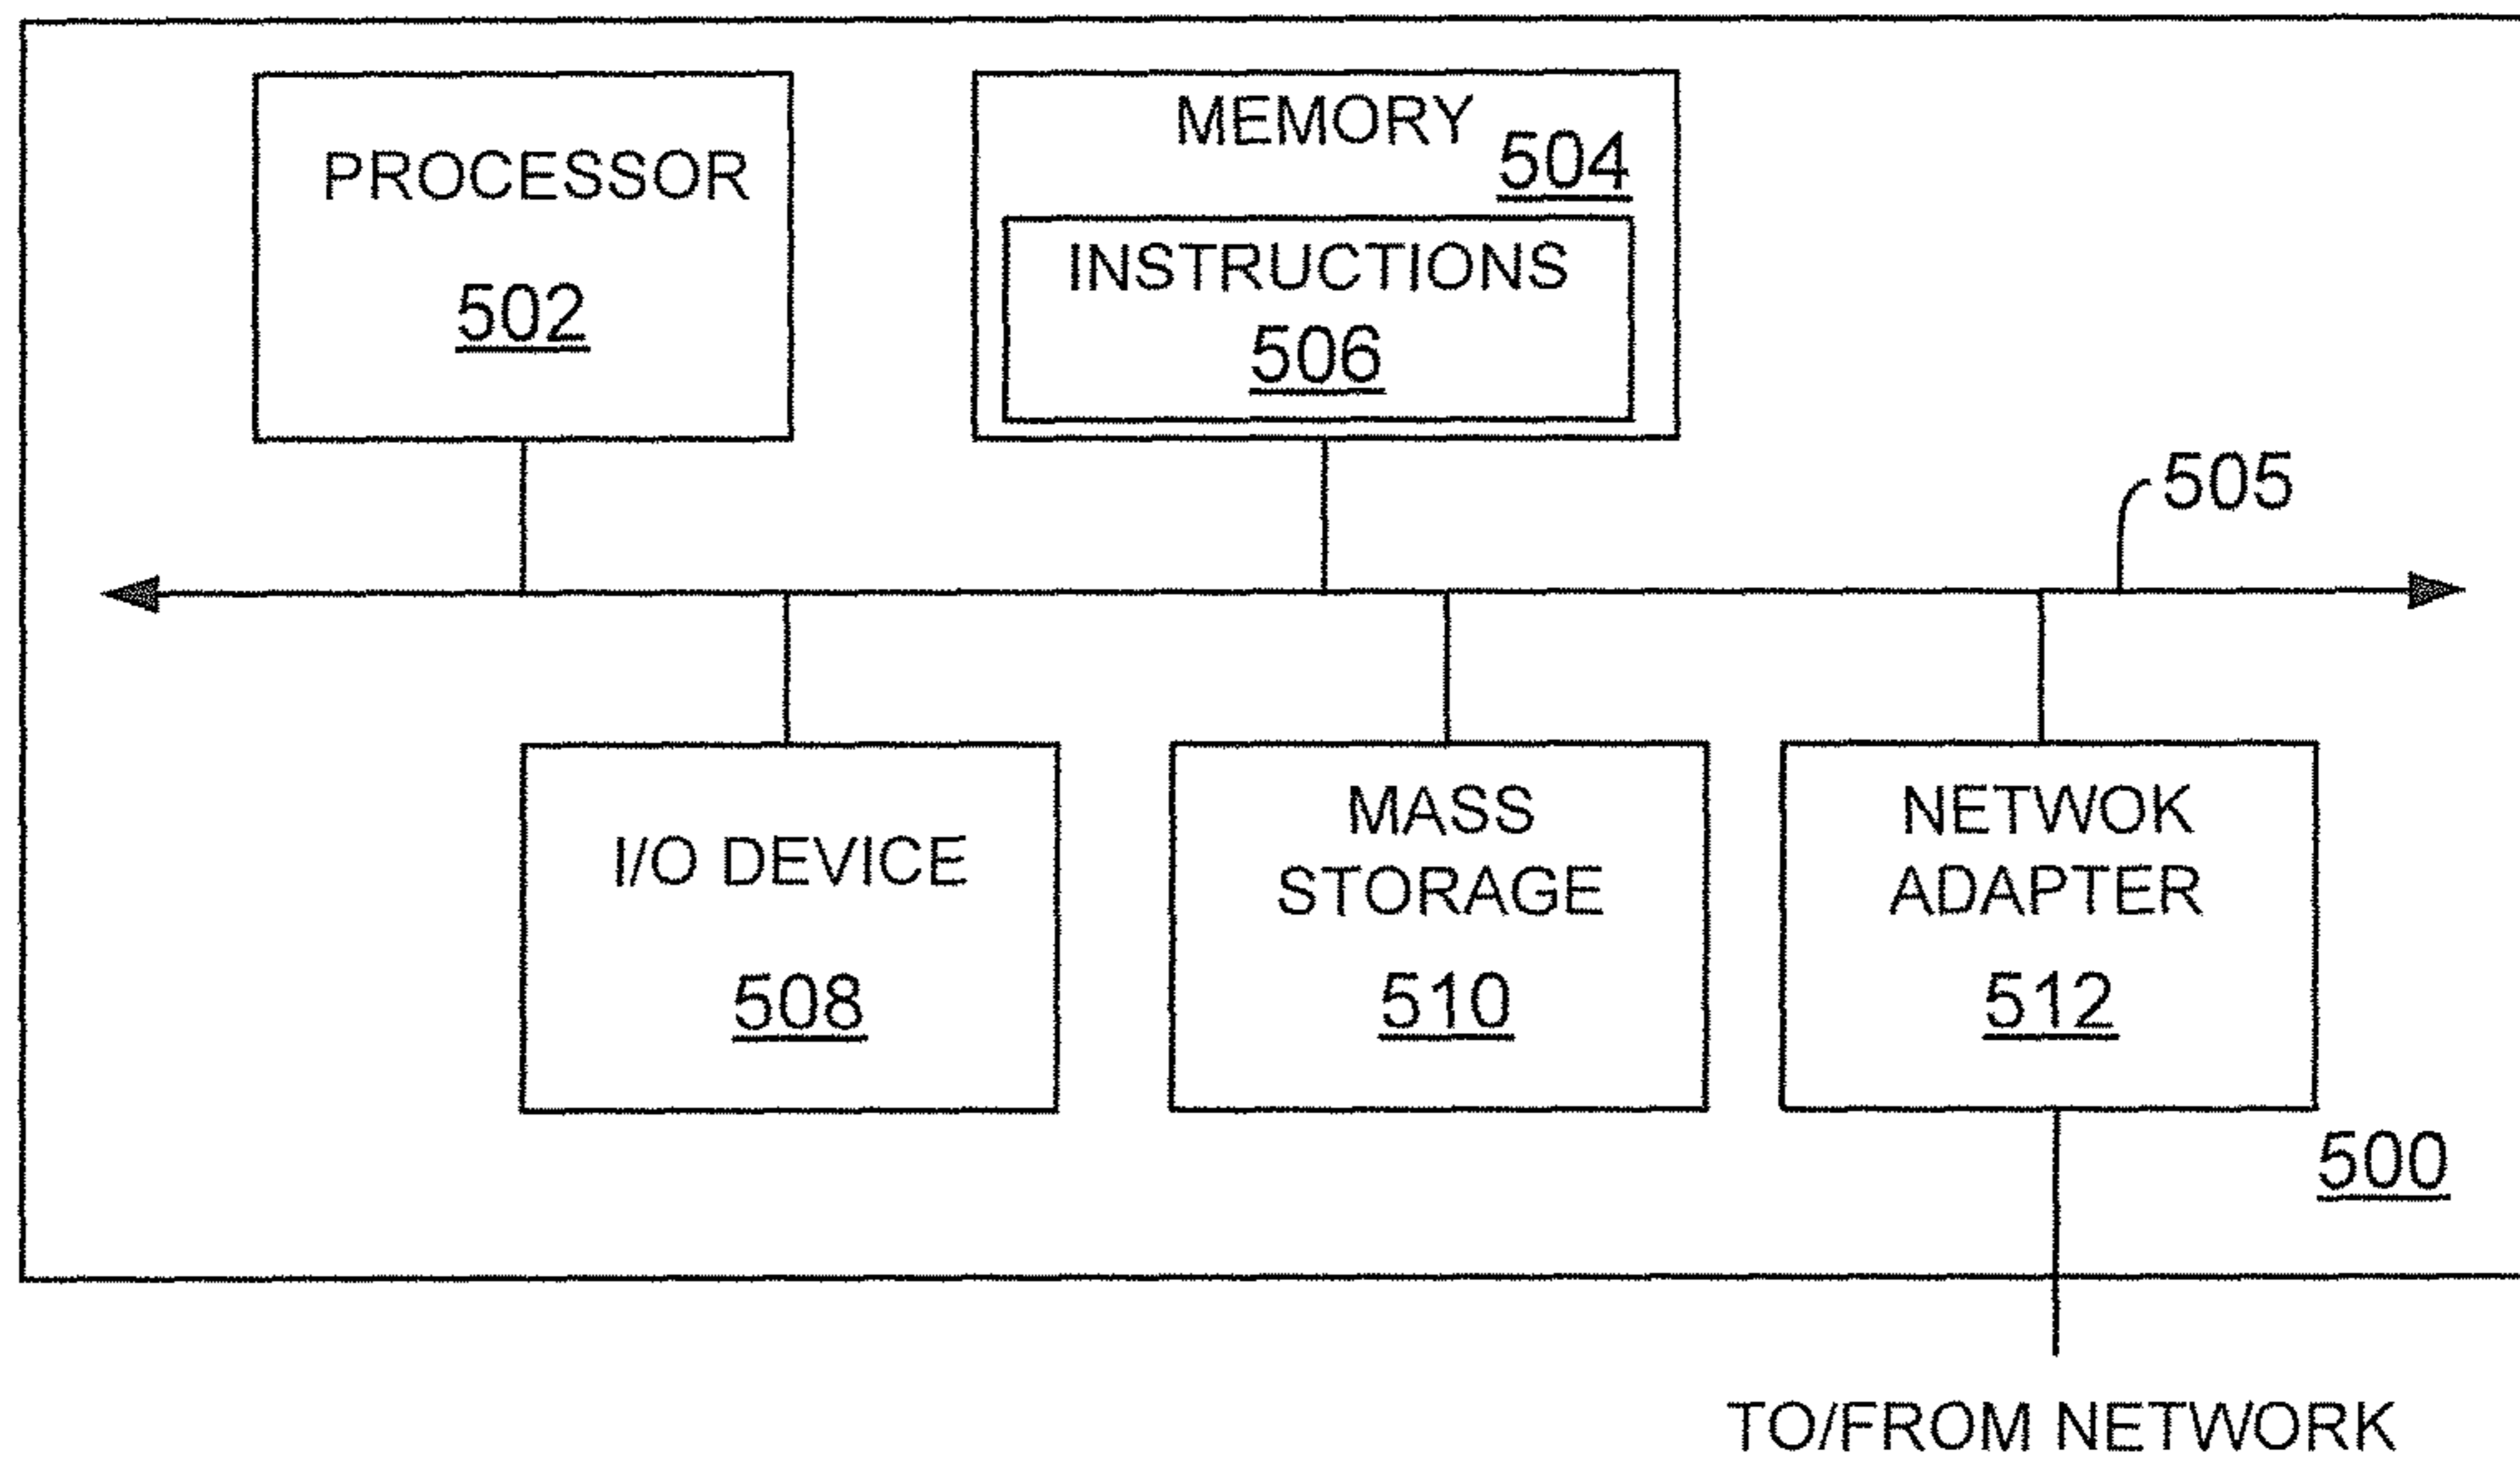 PROCESSOR
502
MEMORY
504
INSTRUCTIONS
506
505
I/O DEVICE
508
MASS
STORAGE
510
NETWOK
ADAPTER
512
500
TO/FROM NETWORK